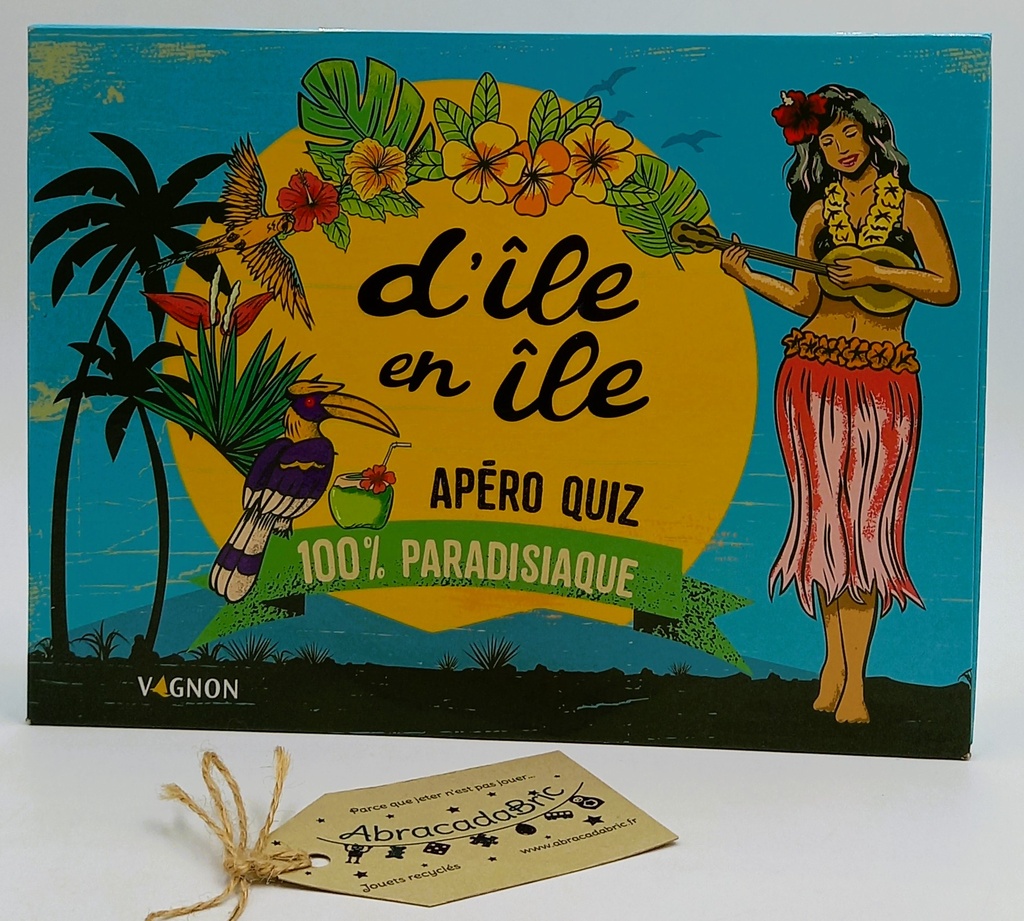 d'île
en île
APÉRO QUIZ
100% PARADISIAQUE
VAGNON
Parce que jeter n'est pas jouer...
AbracadaBric
Jouets recyclés
www.abracadabric.fr